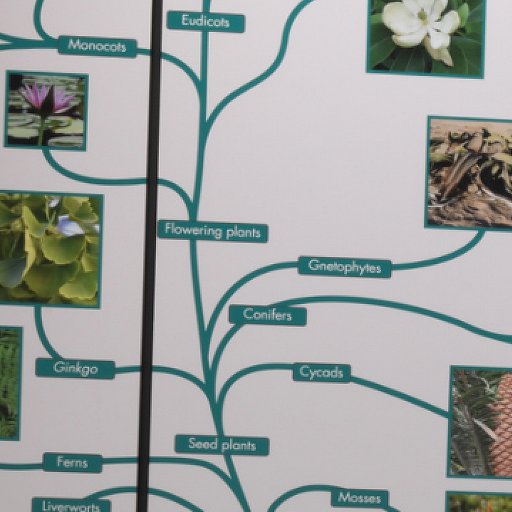 Eudicots
Monocots
Flowering plants
Gnetophytes
Conifers
Ginkgo
Cycads
Seed plants
Ferns
Liverworts
Mosses